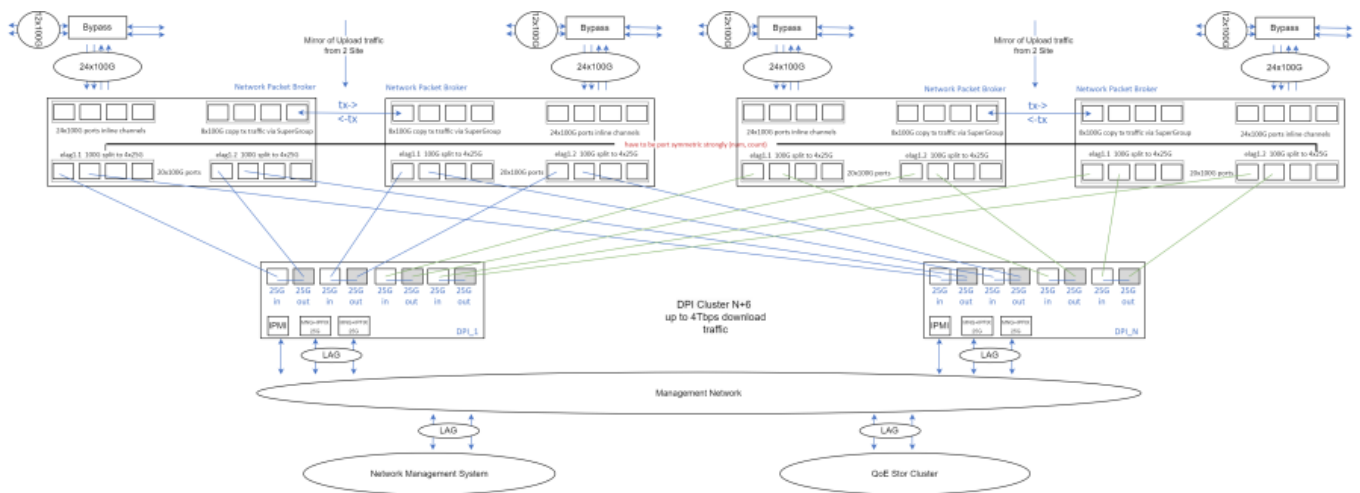 12x100G
Bypass
Bypass
12x100G
12x100G
Bypass
Bypass
12x100G
Mirror of Upload traffic
from 2 Site
Mirror of Upload traffic
from 2 Site
24x100G
24x100G
24x100G
24x100G
Network Packet Broker
Network Packet Broker
Network Packet Broker
Network Packet Broker
tx->
<-tx
tx->
<-tx
24x100G ports inline channels
8x100G copy tx traffic via SuperGroup
8x100G copy tx traffic via SuperGroup
24x100G ports inline channels
24x100G ports inline channels
8x100G copy tx traffic via SuperGroup
8x100G copy tx traffic via SuperGroup
24x100G ports inline channels
have to be port symmetric strongly (num, count)
elag1.1 100G split to 4x25G
elag1.2 100G split to 4x25G
elag1.1 100G split to 4x25G
elag1.2 100G split to 4x25G
elag1.1 100G split to 4x25G
elag1.2 100G split to 4x25G
elag1.1 100G split to 4x25G
elag1.2 100G split to 4x25G
20x100G ports
20x100G ports
20x100G ports
20x100G ports
25G in
25G out
25G in
25G out
25G in
25G out
25G in
25G out
25G in
25G out
25G in
25G out
25G in
25G out
25G in
25G out
DPI Cluster N+6
up to 4Tbps download
traffic
IPMI
25G
25G
DPI_1
IPMI
25G
25G
DPI_N
LAG
LAG
Management Network
LAG
LAG
Network Management System
QoE Stor Cluster